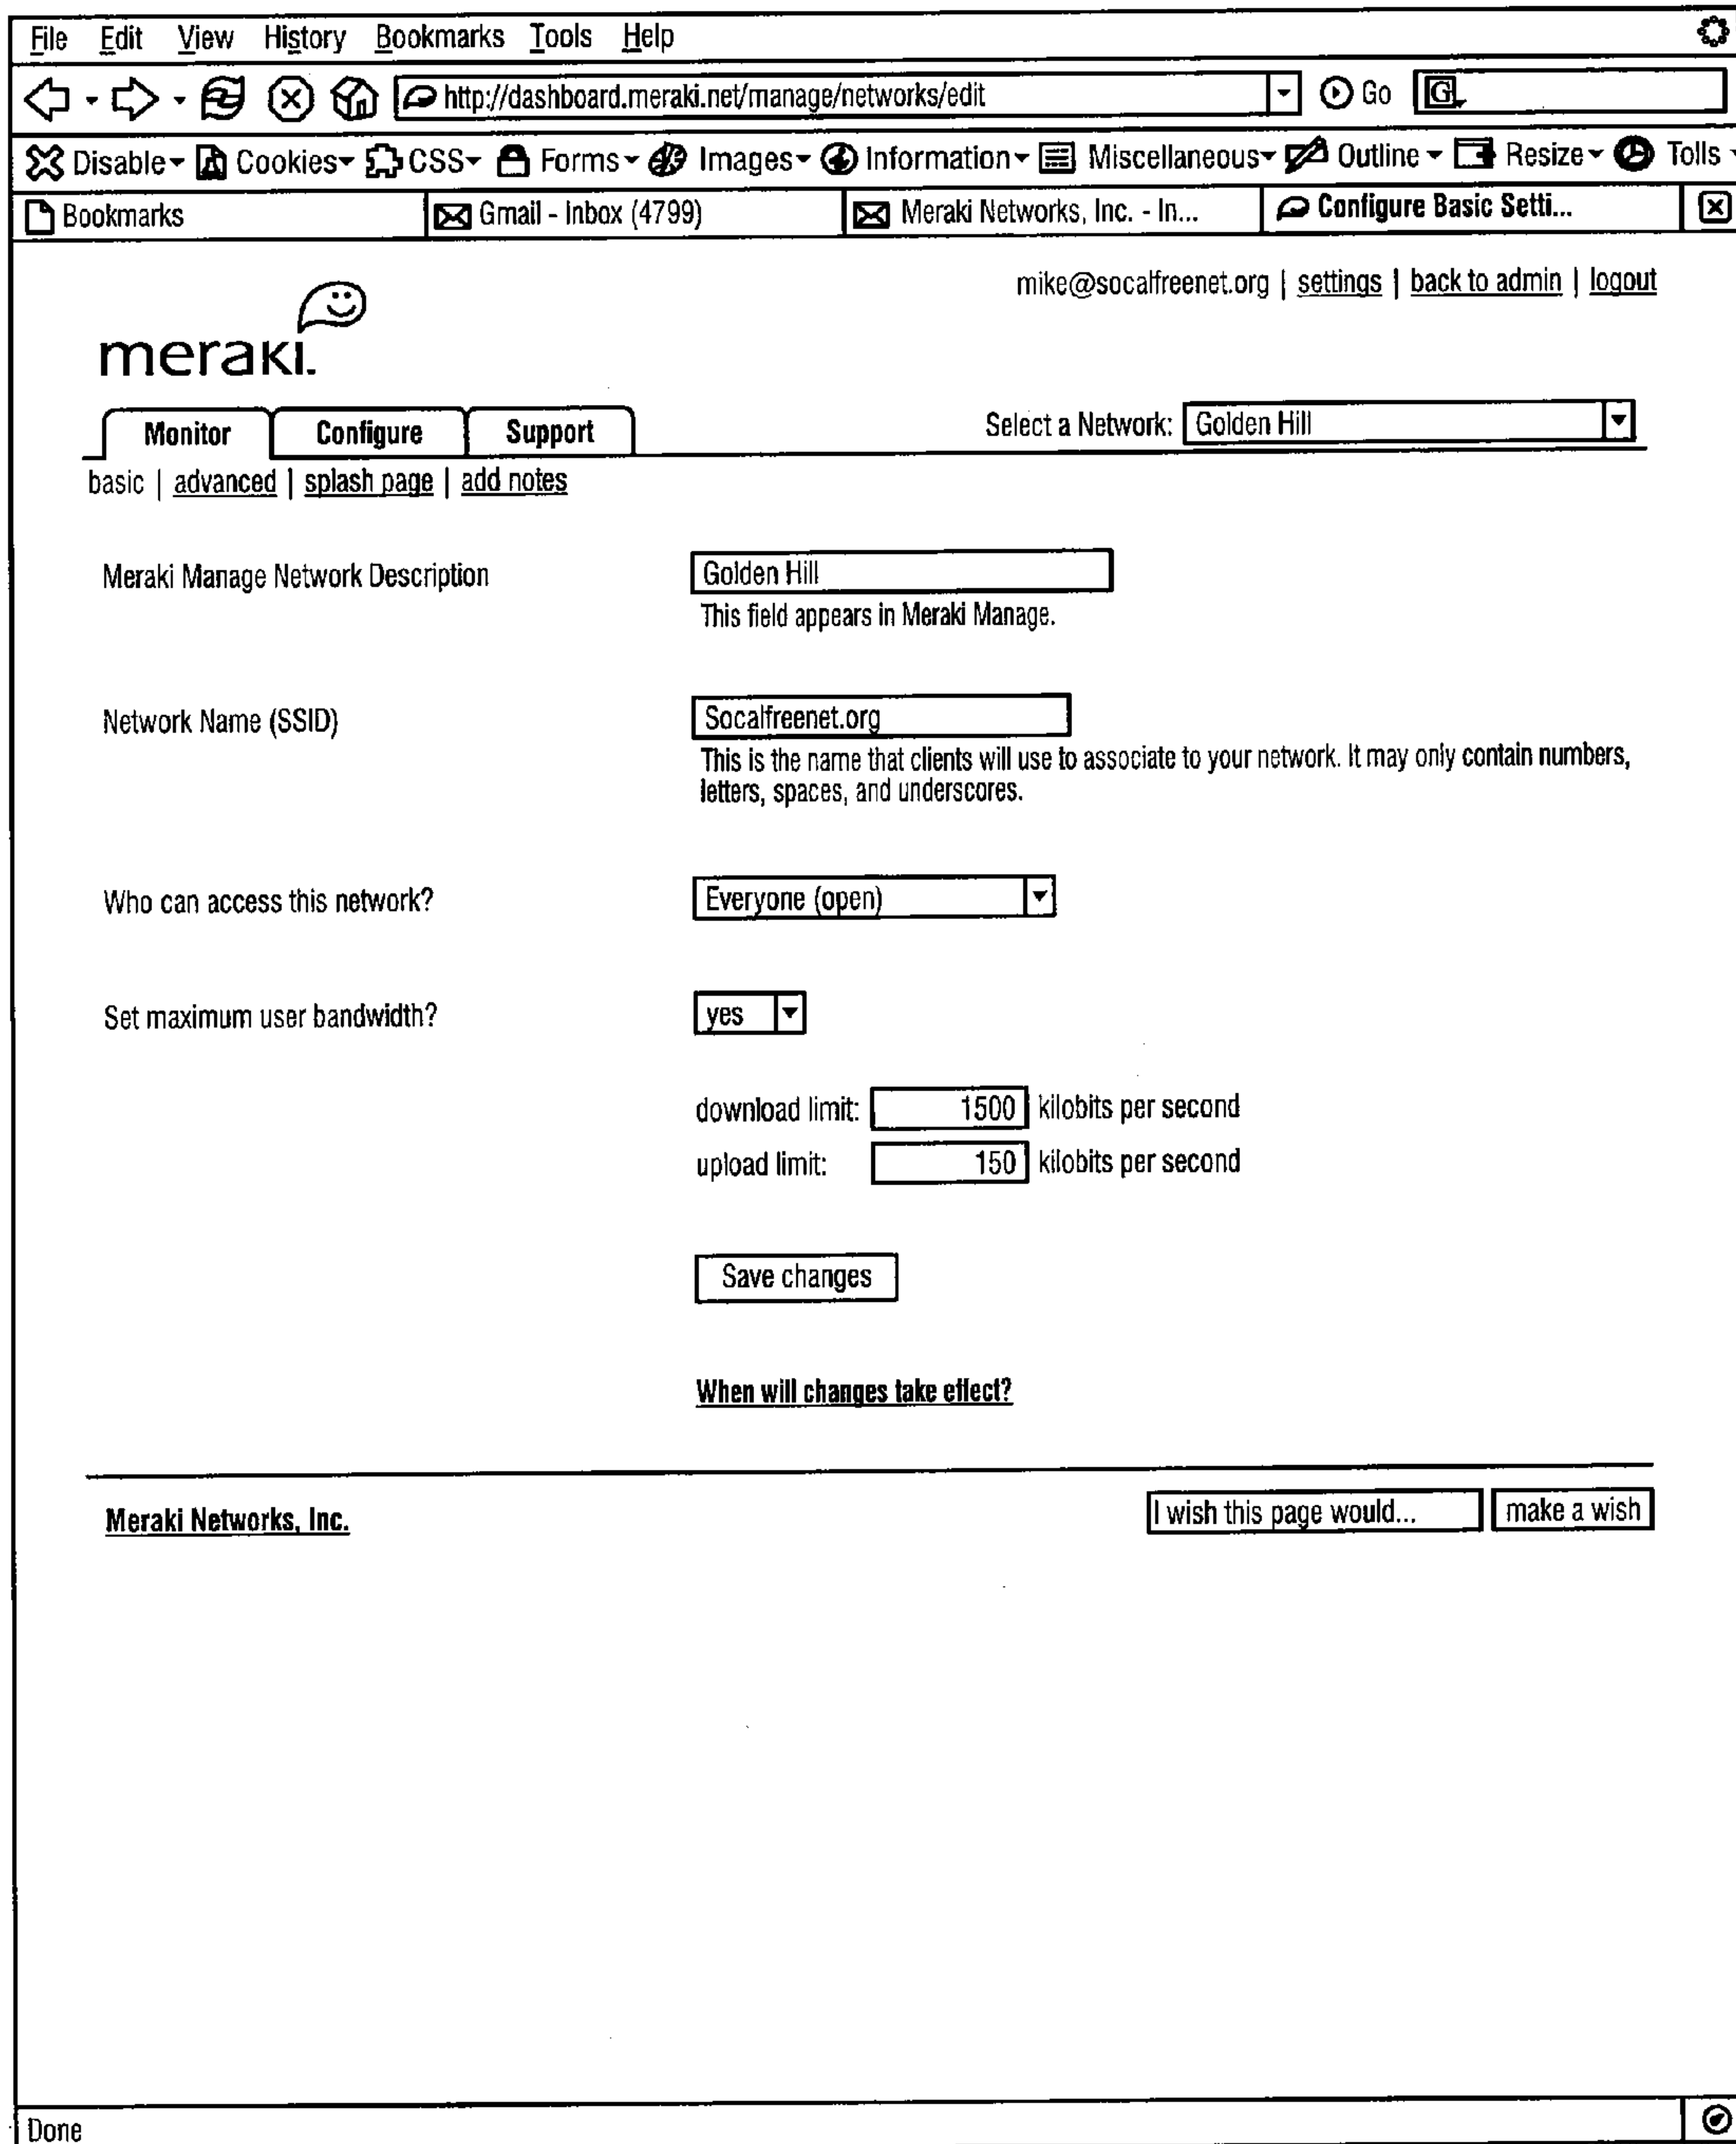 File Edit View History Bookmarks Tools Help
http://dashboard.meraki.net/manage/networks/edit Go G
Disable Cookies CSS Forms Images Information Miscellaneous Outline Resize Tolls
Bookmarks Gmail - Inbox (4799) Meraki Networks, Inc. - In... Configure Basic Setti...
mike@socalfreenet.org | settings | back to admin | logout
meraki.
Monitor Configure Support Select a Network: Golden Hill
basic | advanced | splash page | add notes
Meraki Manage Network Description Golden Hill
This field appears in Meraki Manage.
Network Name (SSID) Socalfreenet.org
This is the name that clients will use to associate to your network. It may only contain numbers,
letters, spaces, and underscores.
Who can access this network? Everyone (open)
Set maximum user bandwidth? yes
download limit: 1500 kilobits per second
upload limit: 150 kilobits per second
Save changes
When will changes take effect?
Meraki Networks, Inc. I wish this page would... make a wish
Done